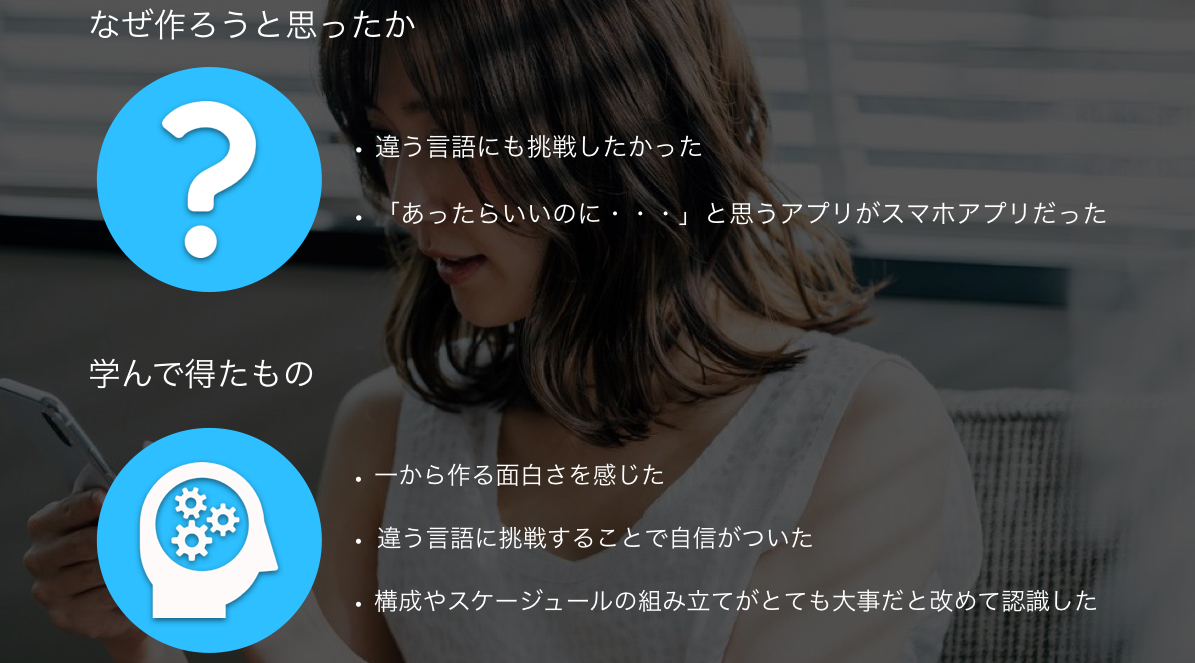 なぜ作ろうと思ったか
• 違う言語にも挑戦したかった
• 「あったらいいのに・・・」と思うアプリがスマホアプリだった
学んで得たもの
• 一から作る面白さを感じた
• 違う言語に挑戦することで自信がついた
• 構成やスケージュールの組み立てがとても大事だと改めて認識した